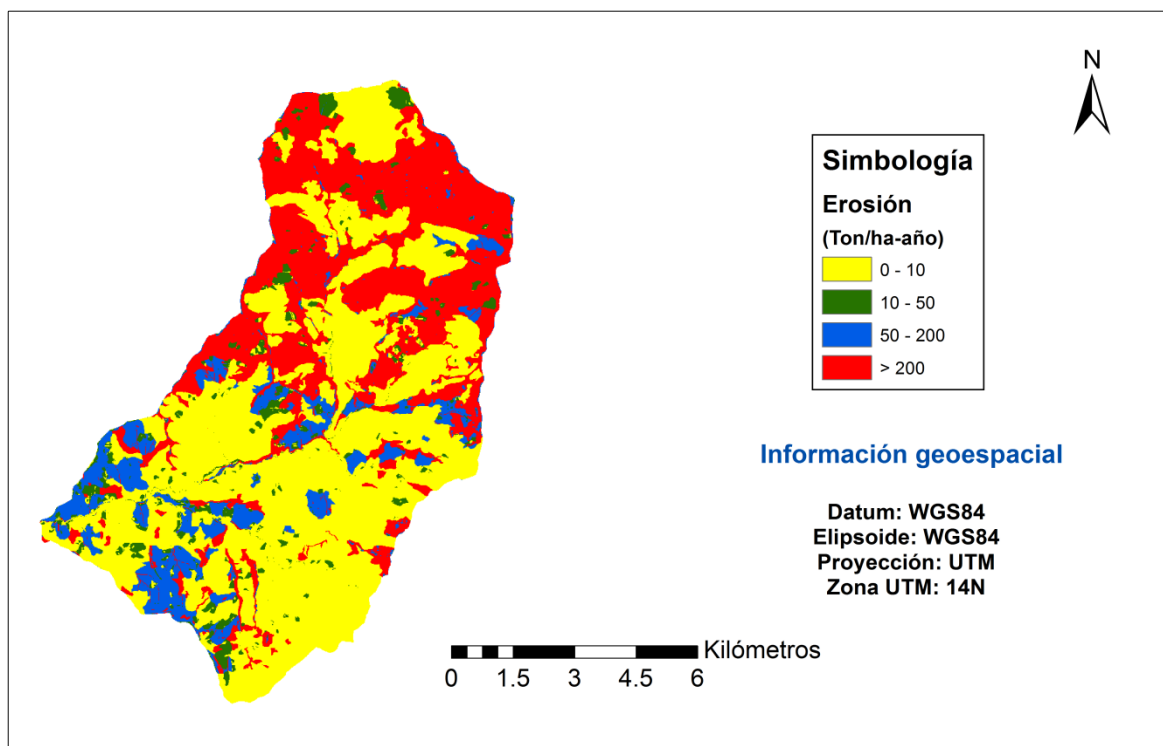 N
Simbología
Erosión
(Ton/ha-año)
0 - 10
10 - 50
50 - 200
> 200
Información geoespacial
Datum: WGS84
Elipsoide: WGS84
Proyección: UTM
Zona UTM: 14N
Kilómetros
0 1.5 3 4.5 6